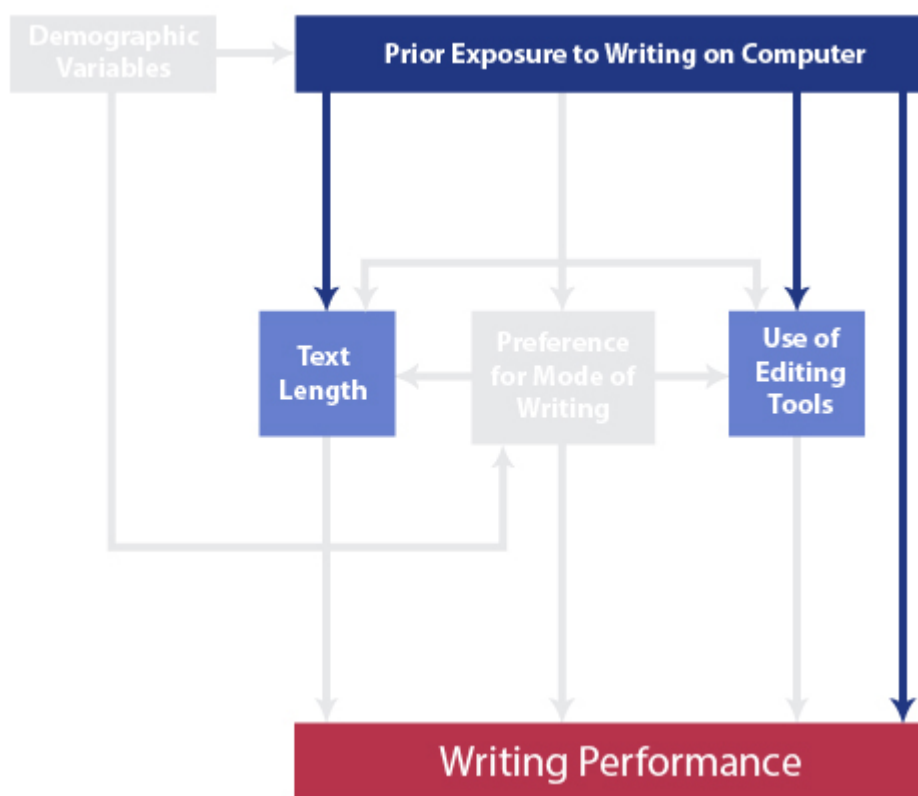 Demographic
Variables
Prior Exposure to Writing on Computer
Text
Length
Preference
for Mode of
Writing
Use of
Editing
Tools
Writing Performance